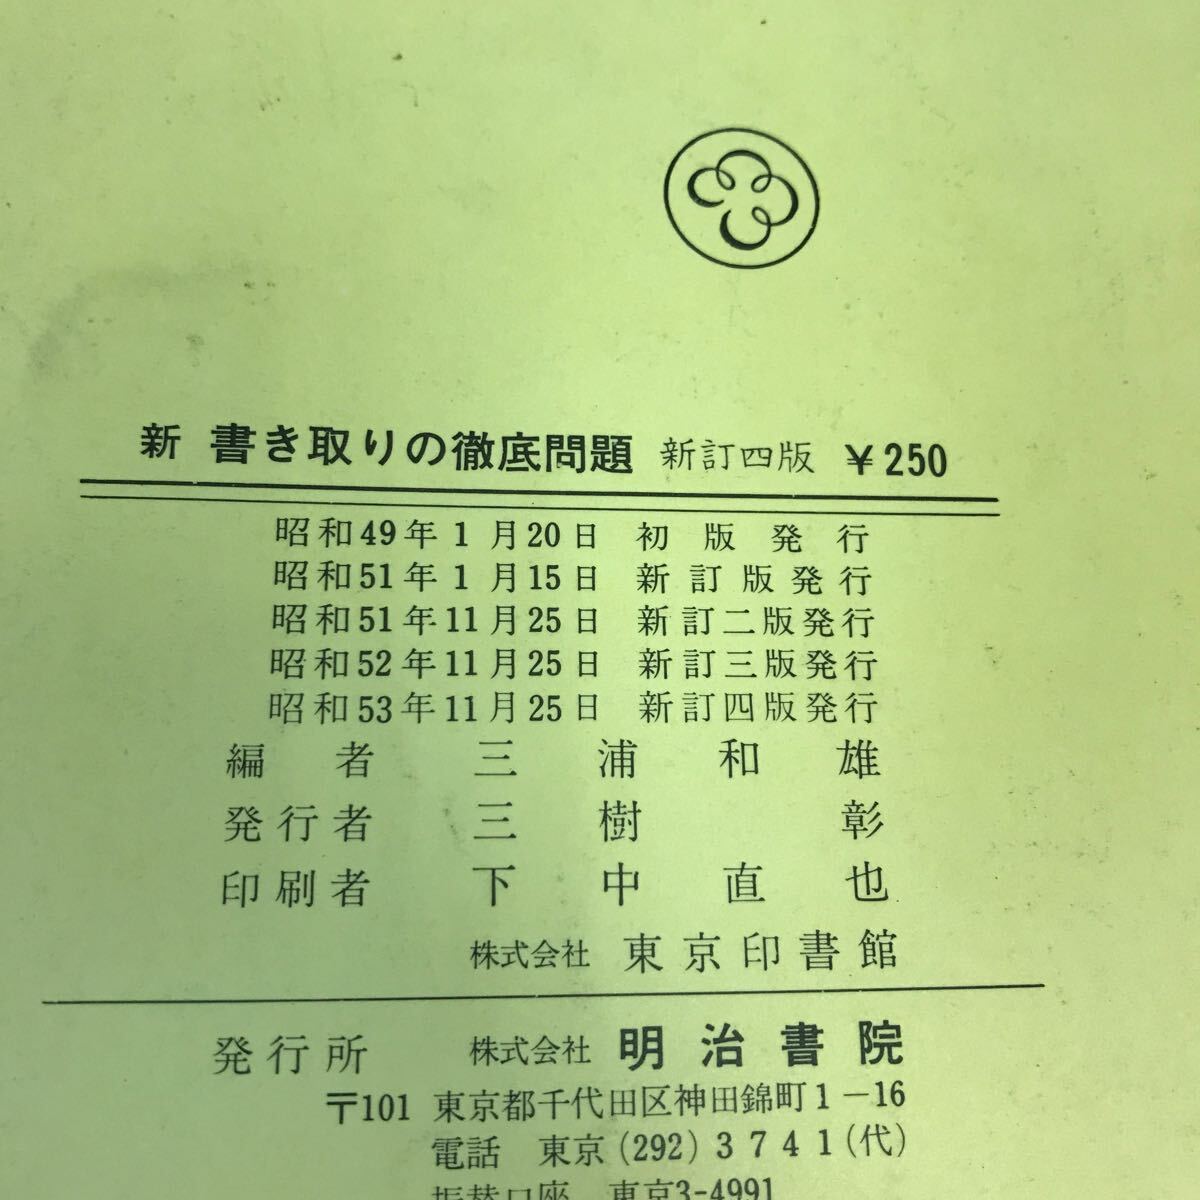 新 書き取りの徹底問題 新訂四版 ¥250
昭和49年1月20日 初版発行
昭和51年1月15日 新訂版発行
昭和51年11月25日 新訂二版発行
昭和52年11月25日 新訂三版発行
昭和53年11月25日 新訂四版発行
編者 三浦和雄
発行者 三樹彰
印刷者 下中直也
株式会社 東京印書館
発行所 株式会社 明治書院
〒101 東京都千代田区神田錦町1-16
電話 東京(292)3741(代)
振替口座 東京3-4991